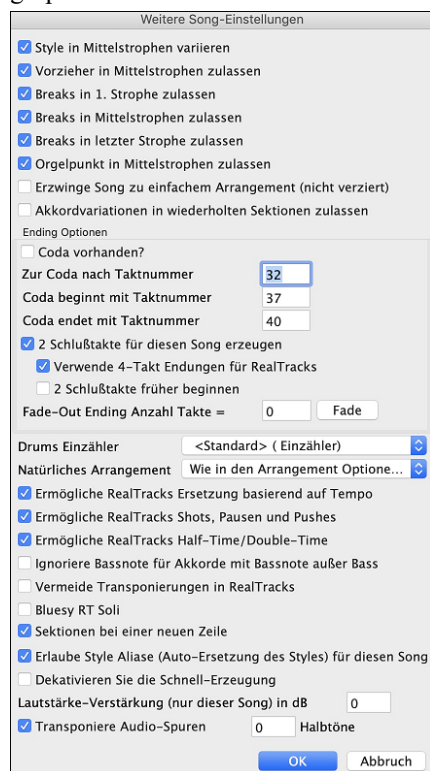 Weitere Song-Einstellungen
Style in Mittelstrophen variieren
Vorzieher in Mittelstrophen zulassen
Breaks in 1. Strophe zulassen
Breaks in Mittelstrophen zulassen
Breaks in letzter Strophe zulassen
Orgelpunkt in Mittelstrophen zulassen
Erzwinge Song zu einfachem Arrangement (nicht verziert)
Akkordvariationen in wiederholten Sektionen zulassen
Ending Optionen
Coda vorhanden?
Zur Coda nach Taktnummer 32
Coda beginnt mit Taktnummer 37
Coda endet mit Taktnummer 40
2 Schlußtakte für diesen Song erzeugen
Verwende 4-Takt Endungen für RealTracks
2 Schlußtakte früher beginnen
Fade-Out Ending Anzahl Takte = 0 Fade
Drums Einzähler <Standard> ( Einzähler)
Natürliches Arrangement Wie in den Arrangement Optione...
Ermögliche RealTracks Ersetzung basierend auf Tempo
Ermögliche RealTracks Shots, Pausen und Pushes
Ermögliche RealTracks Half-Time/Double-Time
Ignoriere Bassnote für Akkorde mit Bassnote außer Bass
Vermeide Transponierungen in RealTracks
Bluesy RT Soli
Sektionen bei einer neuen Zeile
Erlaube Style Aliase (Auto-Ersetzung des Styles) für diesen Song
Dekativieren Sie die Schnell-Erzeugung
Lautstärke-Verstärkung (nur dieser Song) in dB 0
Transponiere Audio-Spuren 0 Halbtöne
OK Abbruch